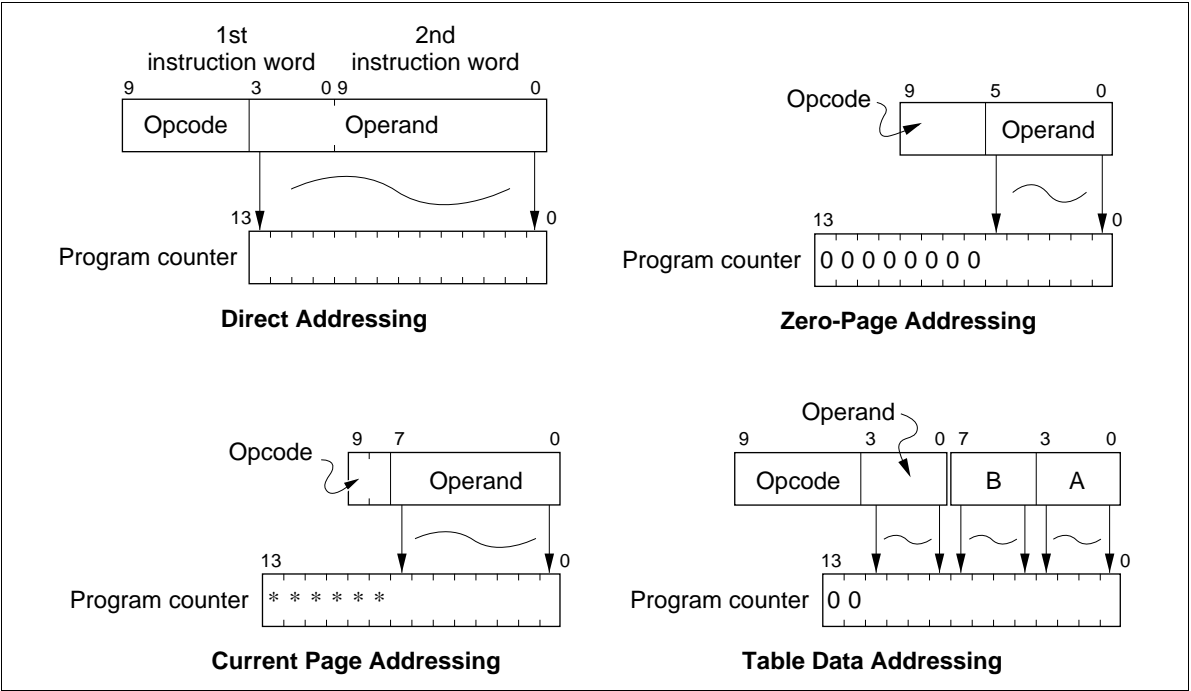 1st
instruction word
2nd
instruction word
9 3 0 9 0
Opcode Operand
13 0
Program counter
Direct Addressing
9 5 0
Opcode
Operand
13 0
Program counter 0 0 0 0 0 0 0 0
Zero-Page Addressing
9 7 0
Opcode
Operand
13 0
Program counter * * * * * *
Current Page Addressing
Operand
9 3 0 7 3 0
Opcode B A
13 0
Program counter 0 0
Table Data Addressing